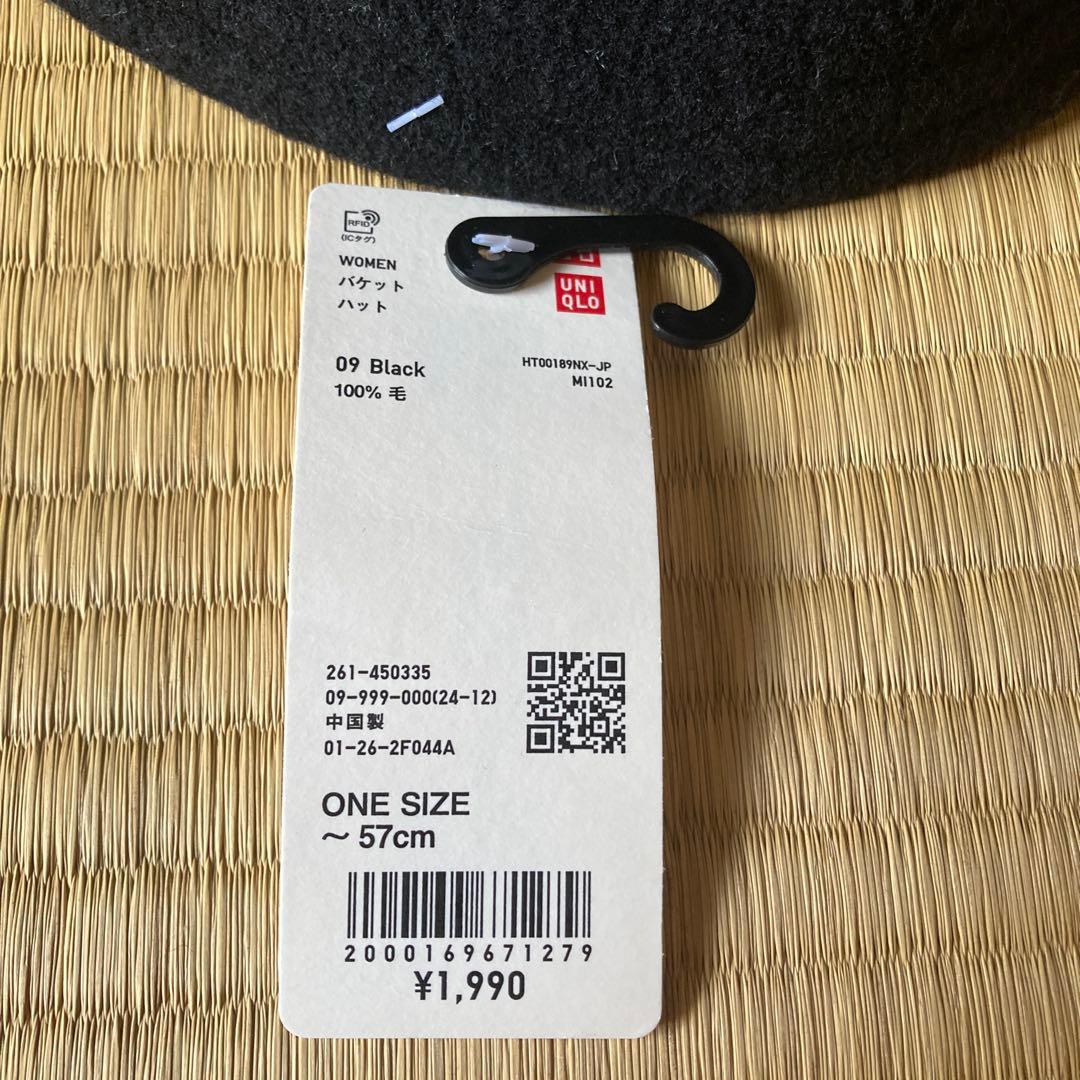 RFID
(ICタグ)
WOMEN
バケット
ハット
UNI
QLO
09 Black
100% 毛
HT00189NX-JP
MI102
261-450335
09-999-000(24-12)
中国製
01-26-2F044A
ONE SIZE
～ 57cm
2000169671279
¥1,990